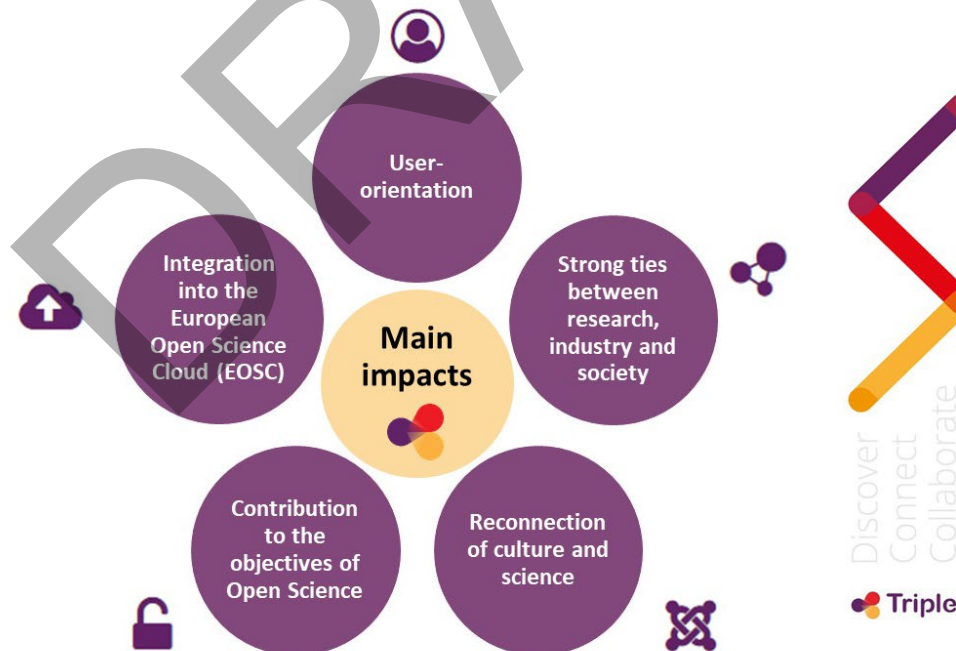 User-
orientation
Strong ties
between
research,
industry and
society
Reconnection
of culture and
science
Contribution
to the
objectives of
Open Science
Integration
into the
European
Open Science
Cloud (EOSC)
Main
impacts
DRA
Discover
Connect
Collaborate
Triple